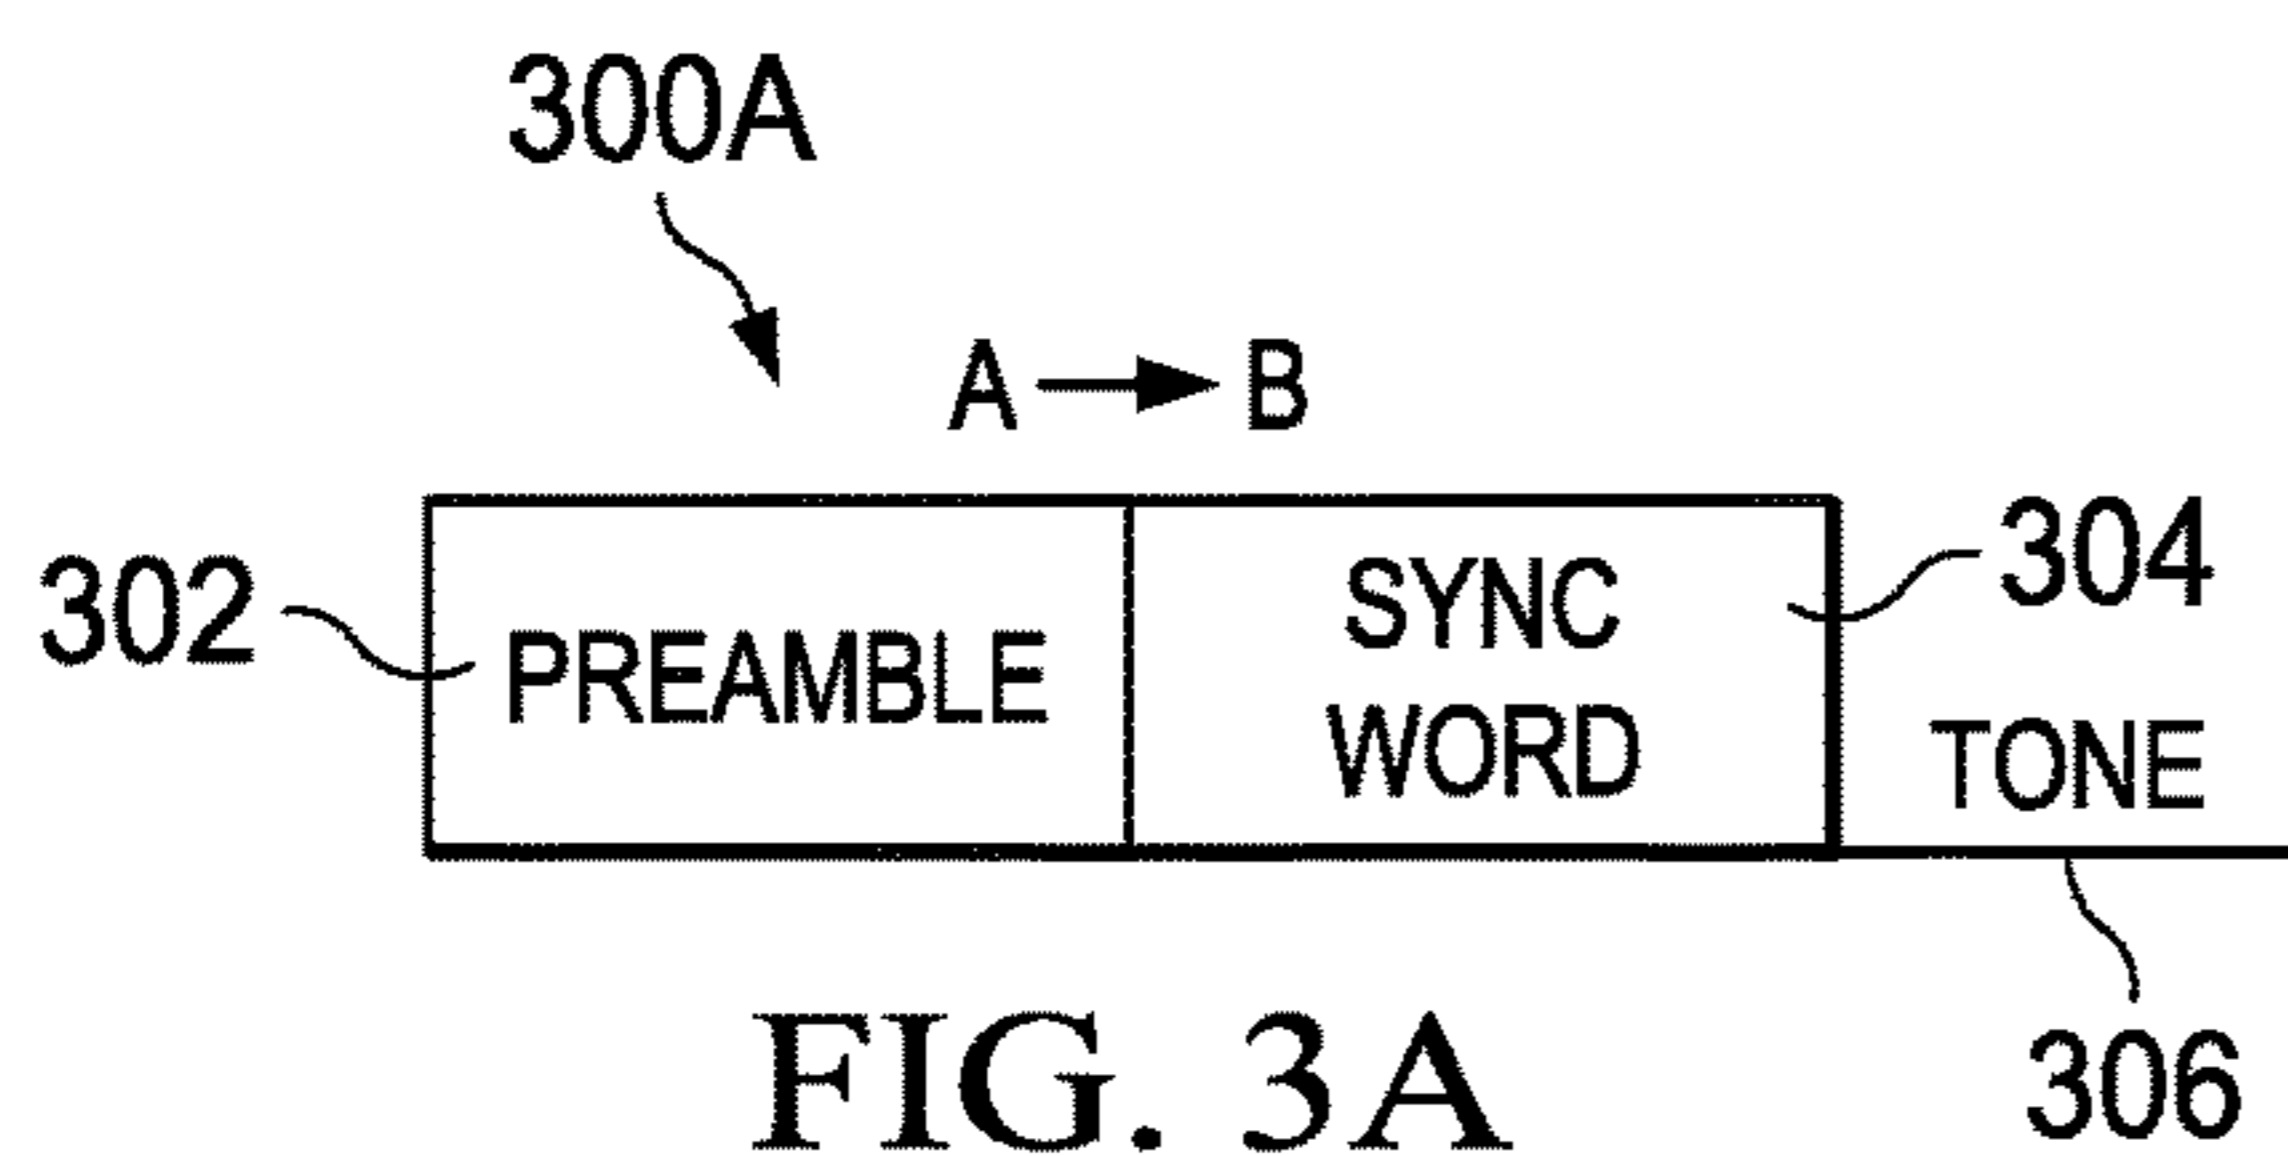 300A
A → B
302
PREAMBLE
SYNC
WORD
304
TONE
306
FIG. 3A